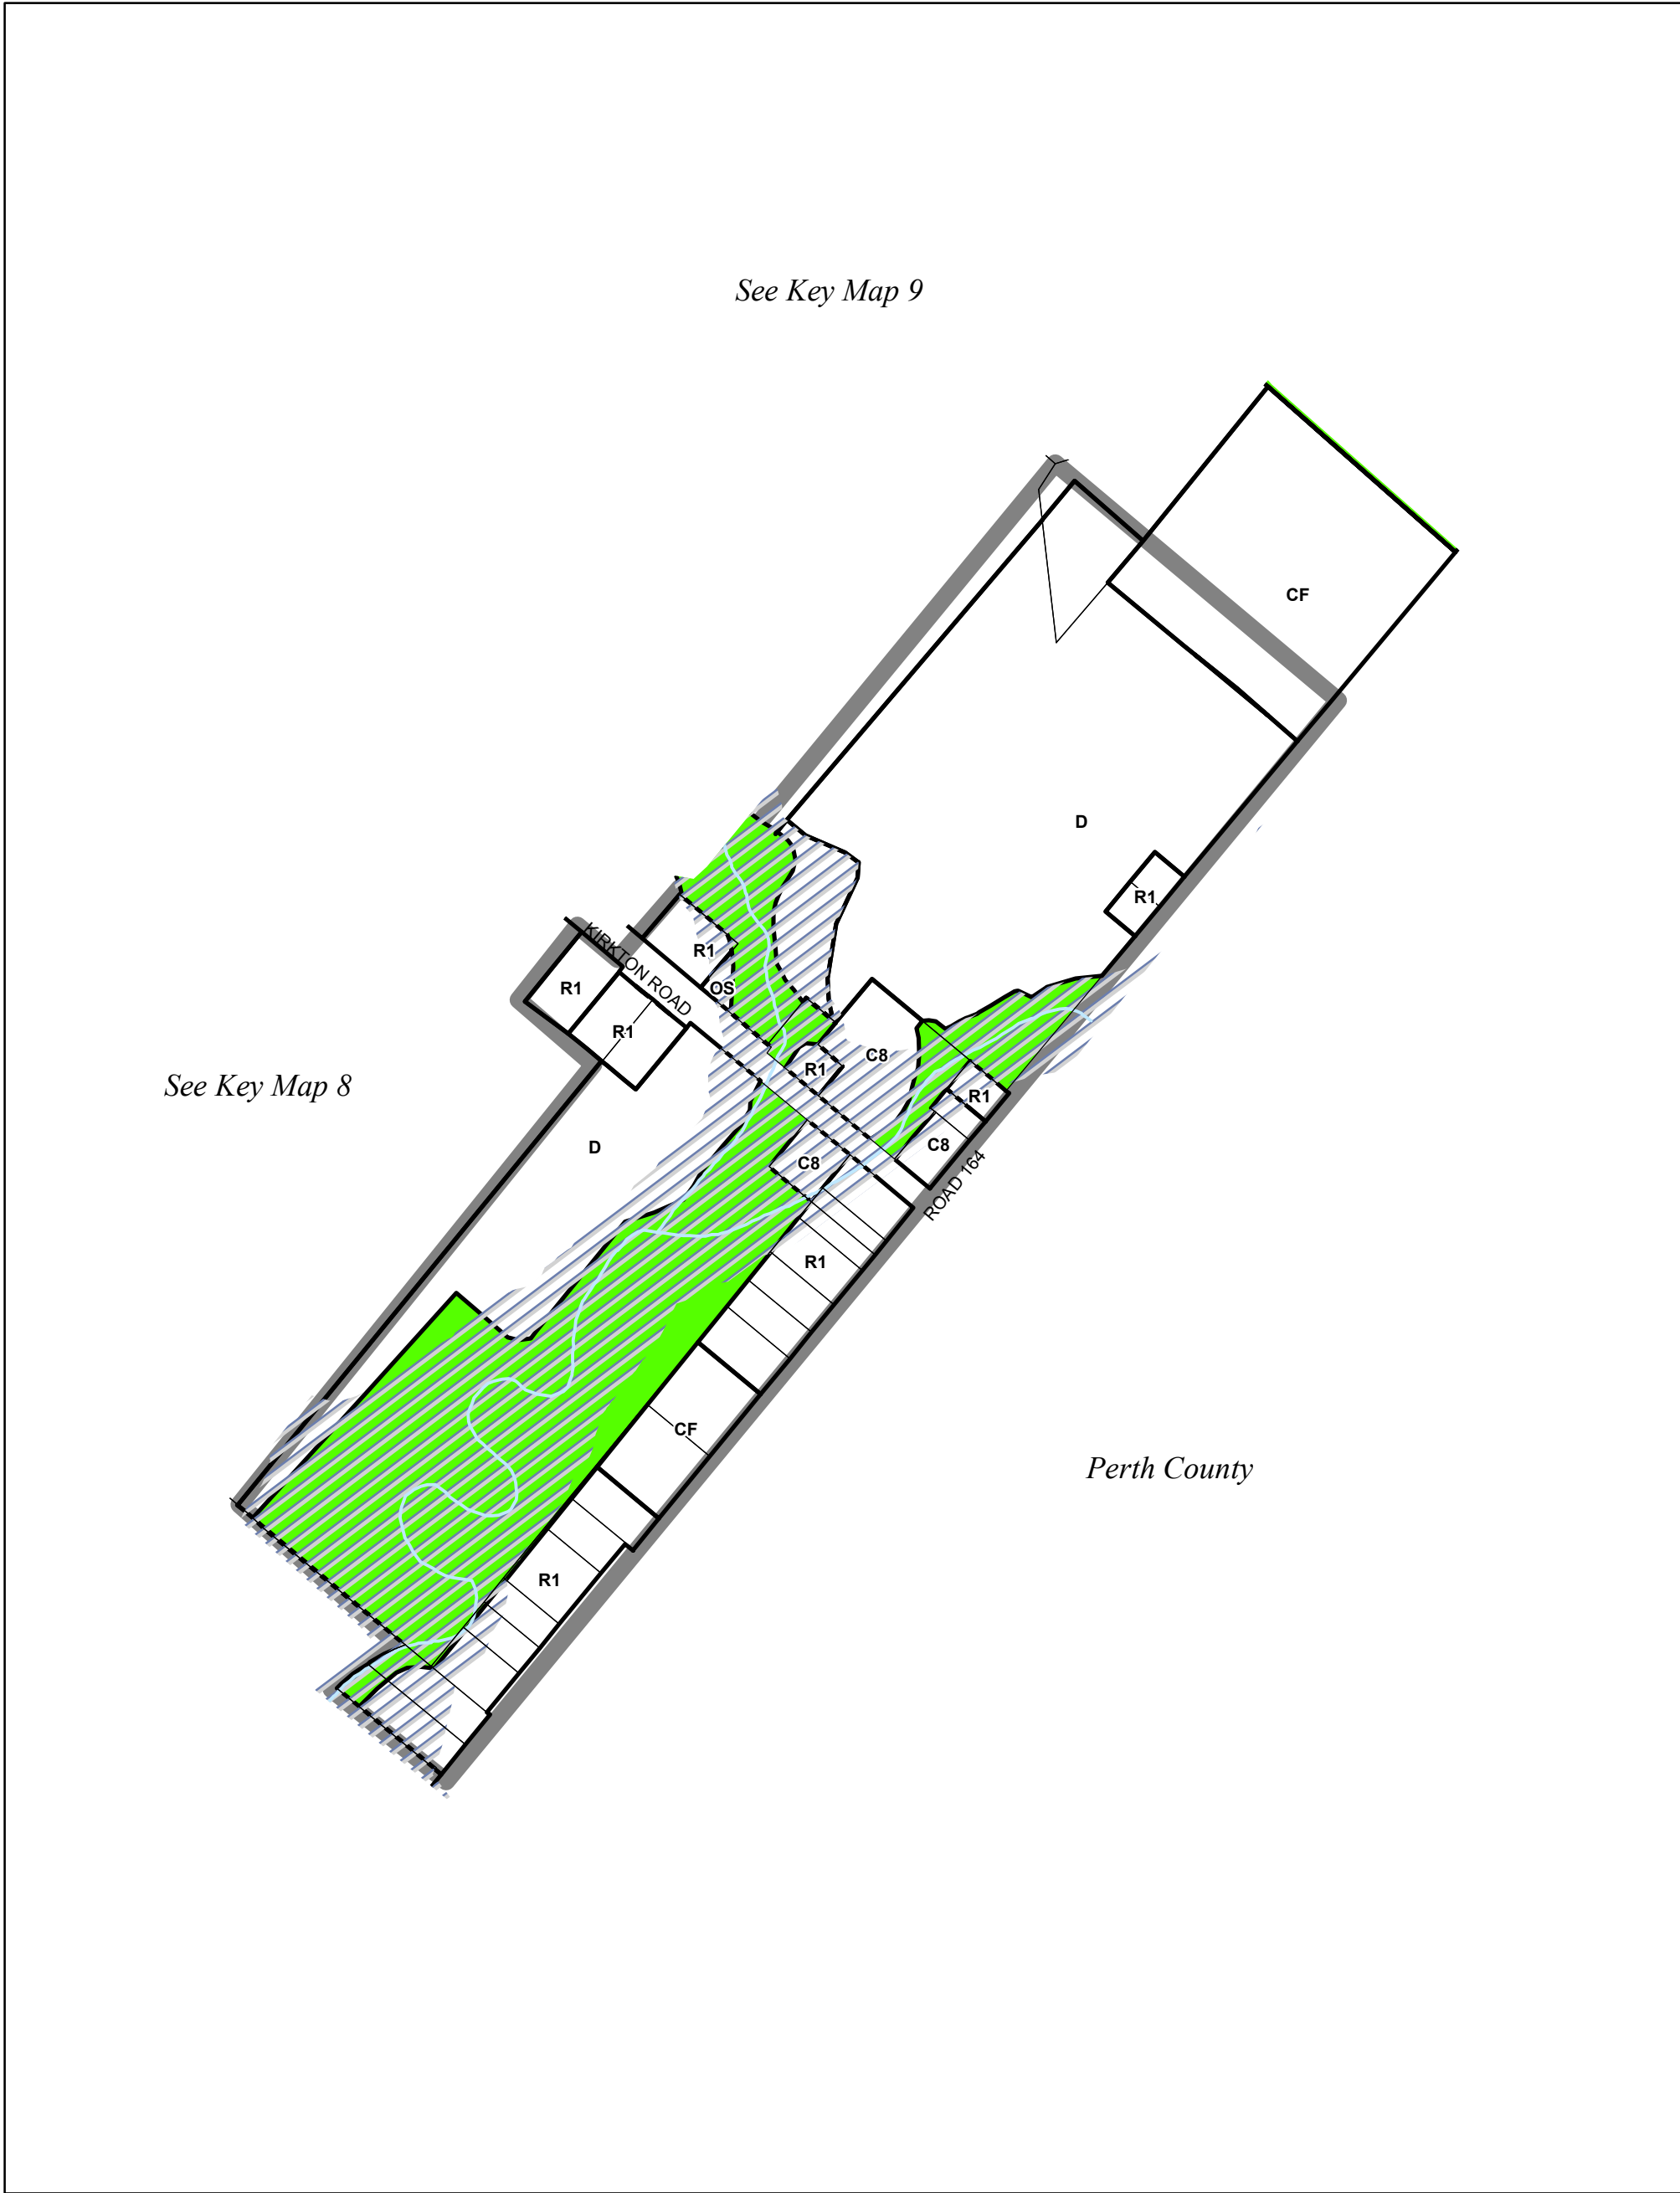 See Key Map 9
CF
D
R1
R1
KIRKTON ROAD
OS
R1
R1
C8
R1
R1
C8
C8
ROAD 164
See Key Map 8
D
R1
CF
Perth County
R1